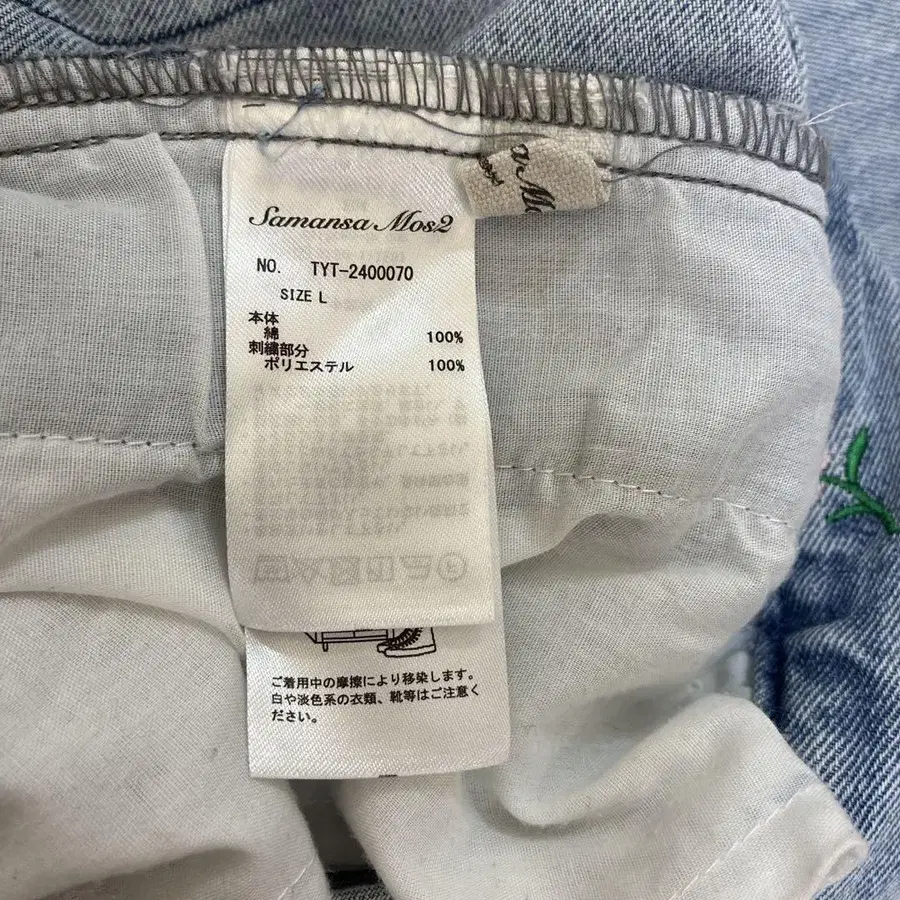 Samansa Mos2
NO. TYT-2400070
SIZE L
本体
綿 100%
刺繍部分
ポリエステル 100%
ご着用中の摩擦により移染します。
白や淡色系の衣類、靴等はご注意く
ださい。